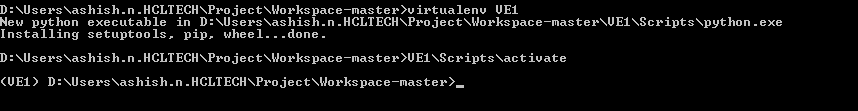 D:\Users\ashish.n.HCLTECH\Project\Workspace-master>virtualenv VE1
New python executable in D:\Users\ashish.n.HCLTECH\Project\Workspace-master\VE1\Scripts\python.exe
Installing setuptools, pip, wheel...done.
D:\Users\ashish.n.HCLTECH\Project\Workspace-master>VE1\Scripts\activate
(VE1) D:\Users\ashish.n.HCLTECH\Project\Workspace-master>_